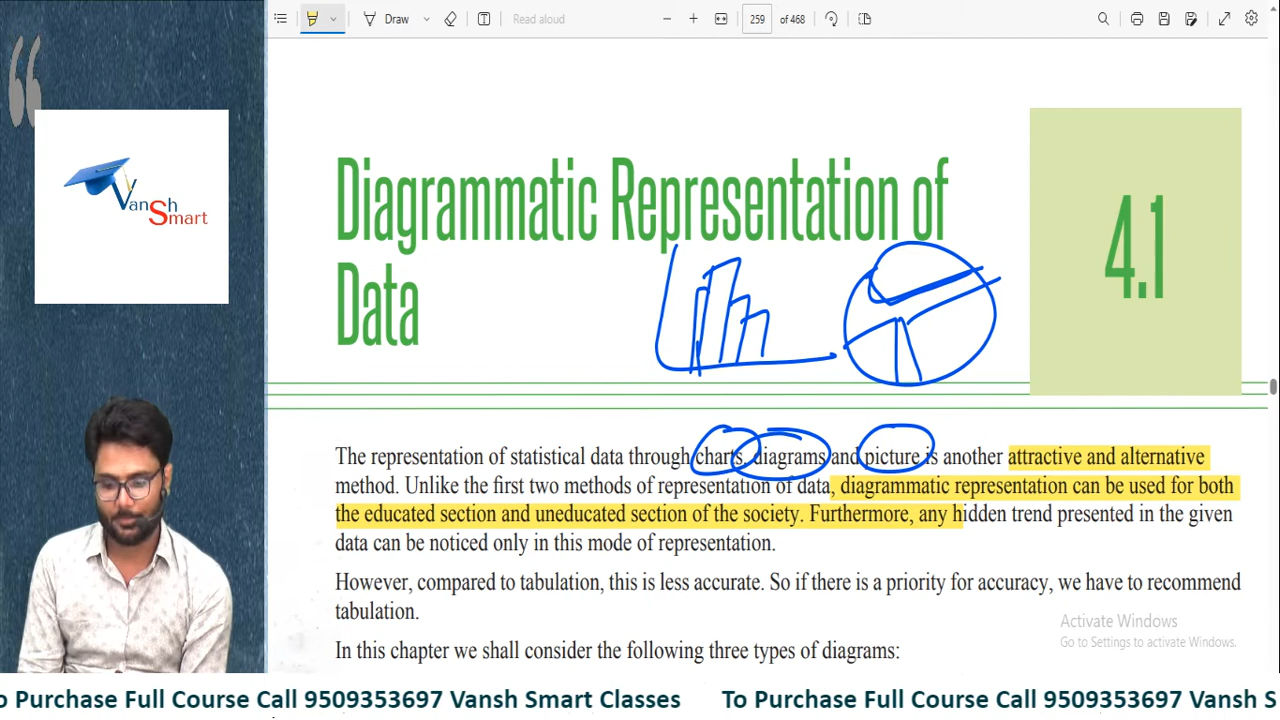 Draw
Read aloud
259 of 468
VanSh
Smart
Diagrammatic Representation of
Data
4.1
The representation of statistical data through charts, diagrams and picture is another attractive and alternative
method. Unlike the first two methods of representation of data, diagrammatic representation can be used for both
the educated section and uneducated section of the society. Furthermore, any hidden trend presented in the given
data can be noticed only in this mode of representation.
However, compared to tabulation, this is less accurate. So if there is a priority for accuracy, we have to recommend
tabulation.
Activate Windows
Go to Settings to activate Windows.
In this chapter we shall consider the following three types of diagrams:
o Purchase Full Course Call 9509353697 Vansh Smart Classes To Purchase Full Course Call 9509353697 Vansh S